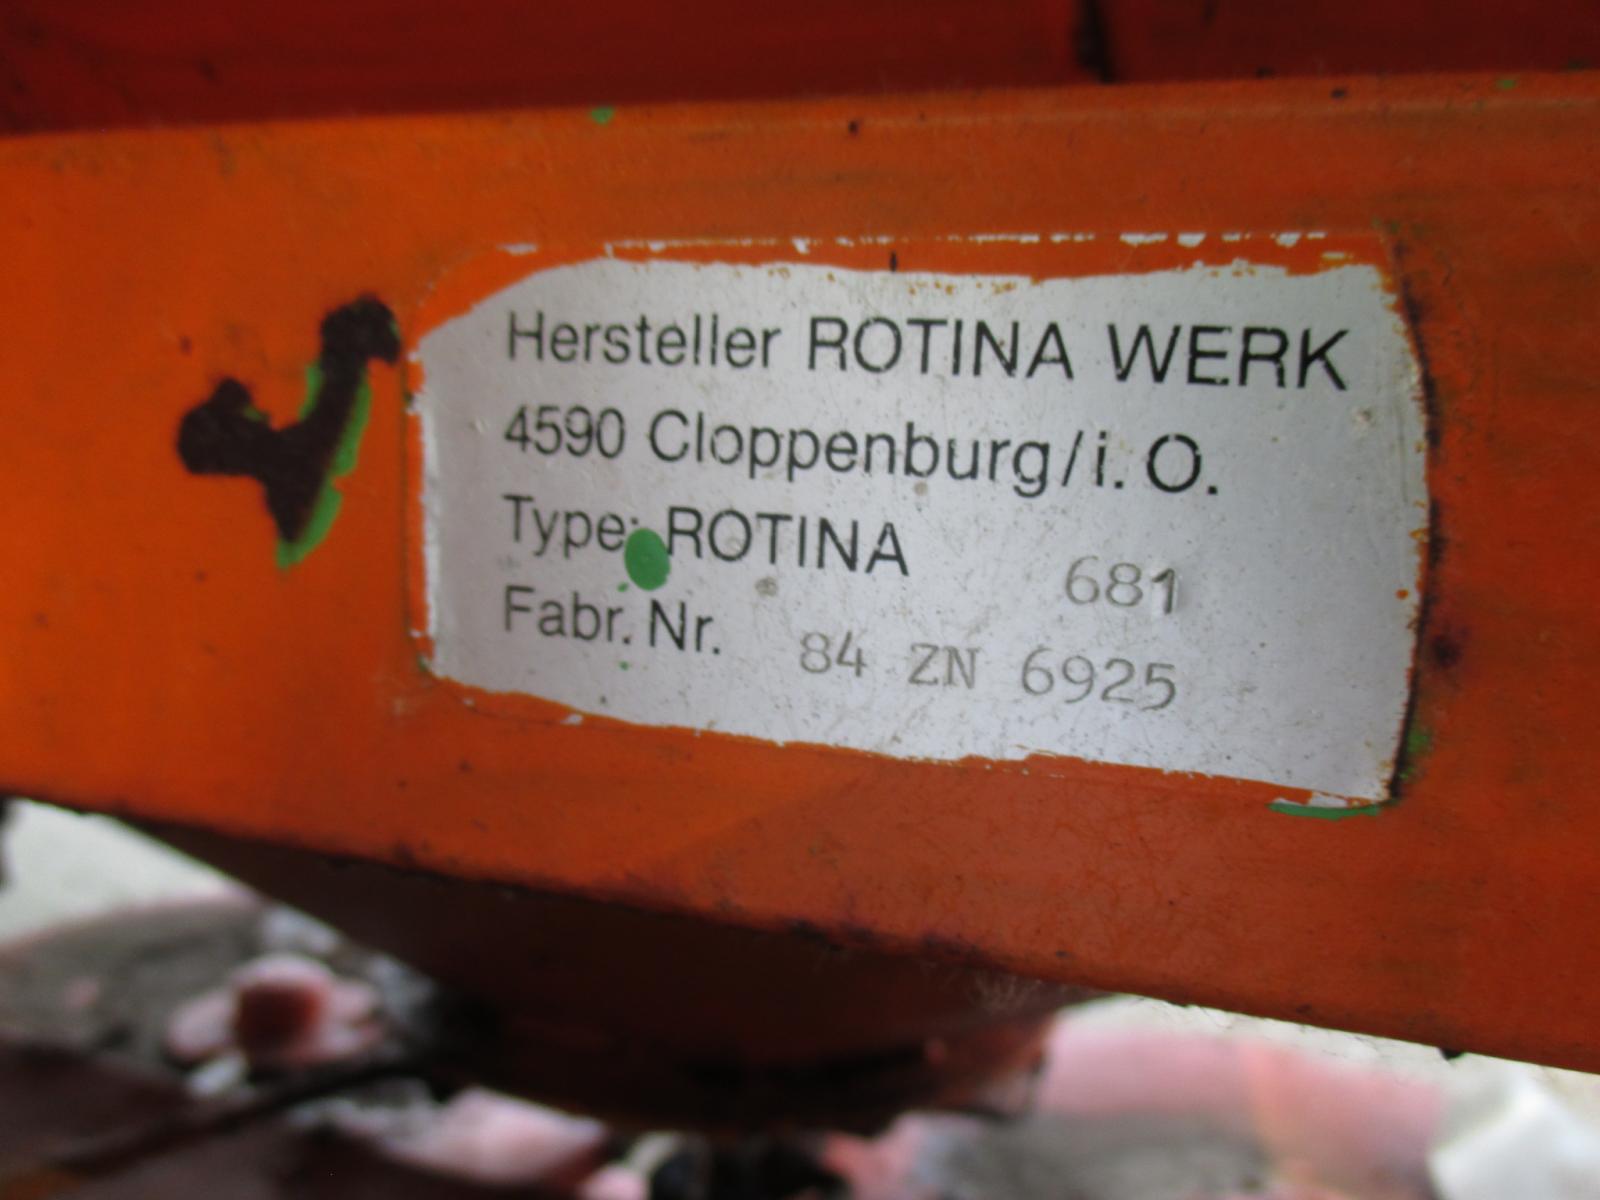 Hersteller ROTINA WERK
4590 Cloppenburg/i. O.
Type: ROTINA 681
Fabr. Nr. 84 ZN 6925